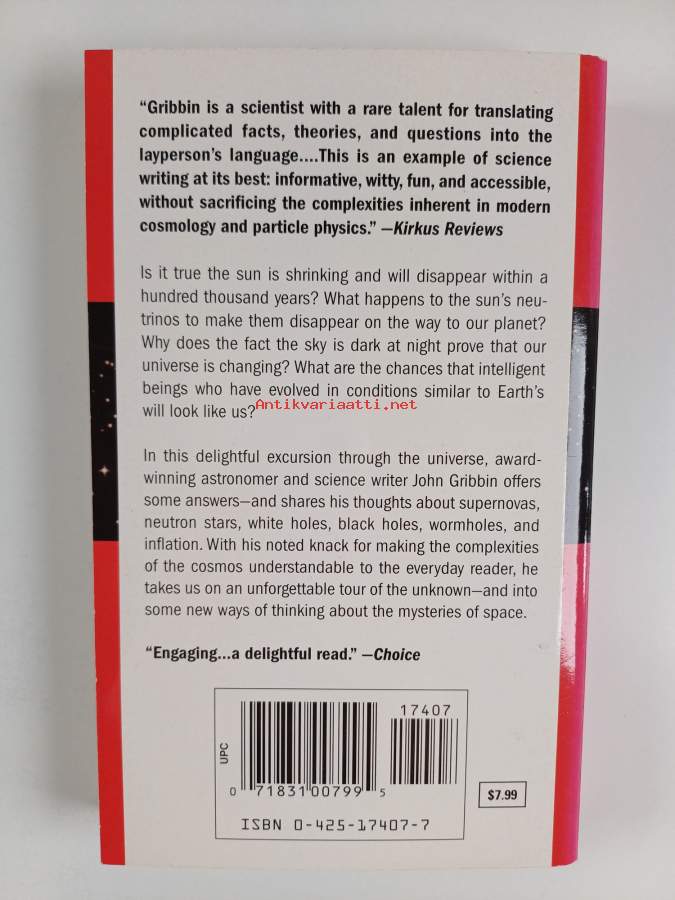 “Gribbin is a scientist with a rare talent for translating
complicated facts, theories, and questions into the
layperson’s language....This is an example of science
writing at its best: informative, witty, fun, and accessible,
without sacrificing the complexities inherent in modern
cosmology and particle physics.” —Kirkus Reviews
Is it true the sun is shrinking and will disappear within a
hundred thousand years? What happens to the sun’s neu-
trinos to make them disappear on the way to our planet?
Why does the fact the sky is dark at night prove that our
universe is changing? What are the chances that intelligent
beings who have evolved in conditions similar to Earth’s
will look like us?
Antikvariaatti.net
In this delightful excursion through the universe, award-
winning astronomer and science writer John Gribbin offers
some answers—and shares his thoughts about supernovas,
neutron stars, white holes, black holes, wormholes, and
inflation. With his noted knack for making the complexities
of the cosmos understandable to the everyday reader, he
takes us on an unforgettable tour of the unknown—and into
some new ways of thinking about the mysteries of space.
“Engaging...a delightful read.” —Choice
17407
UPC
0 71831 00799 5
$7.99
ISBN 0-425-17407-7